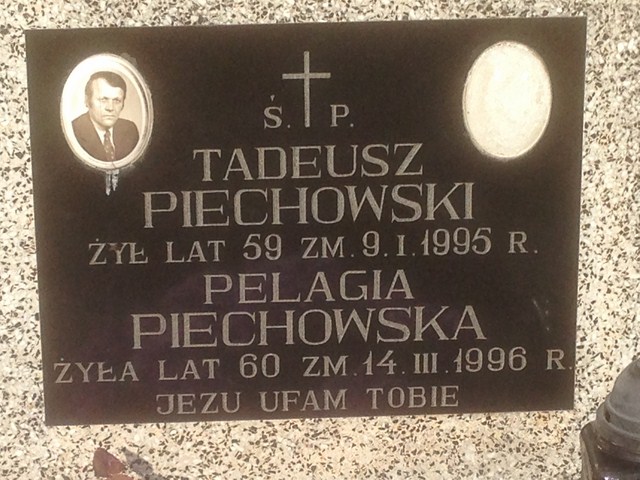 Ś. P.
TADEUSZ
PIECHOWSKI
ŻYŁ LAT 59 ZM. 9. I. 1995 R.
PELAGIA
PIECHOWSKA
ŻYŁA LAT 60 ZM. 14. III. 1996 R.
JEZU UFAM TOBIE